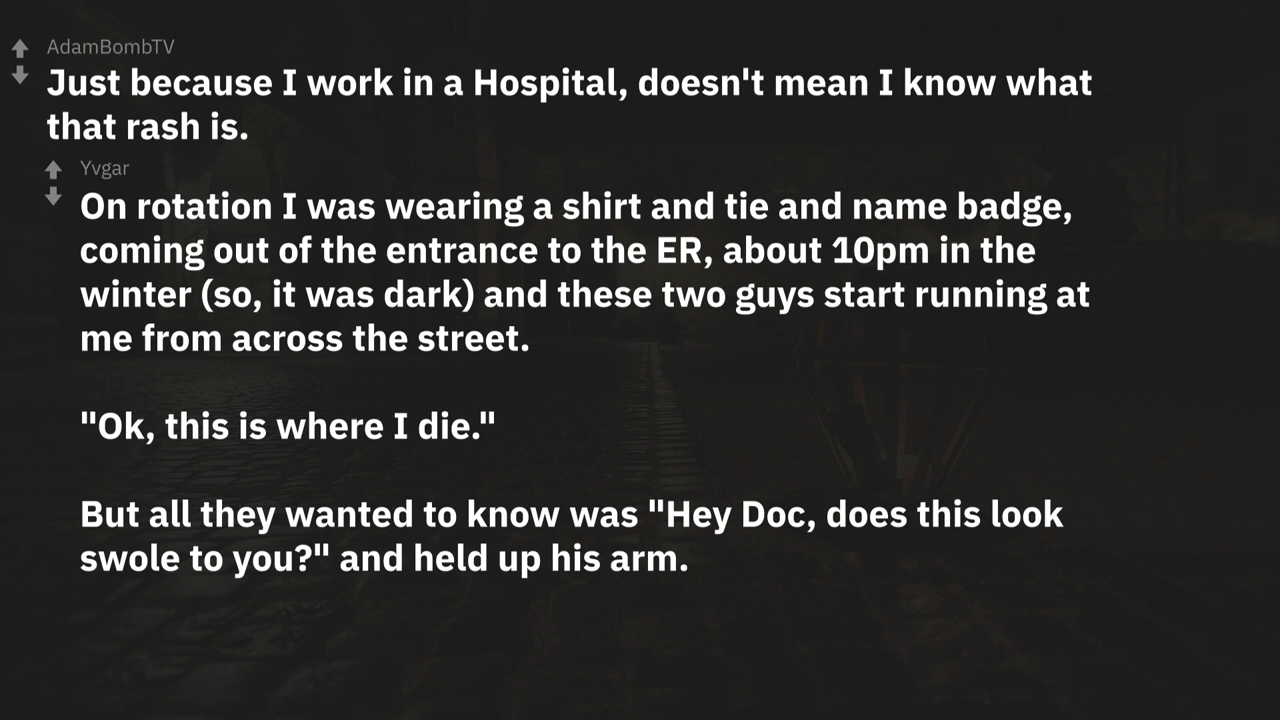 AdamBombTV
Just because I work in a Hospital, doesn't mean I know what
that rash is.
Yvgar
On rotation I was wearing a shirt and tie and name badge,
coming out of the entrance to the ER, about 10pm in the
winter (so, it was dark) and these two guys start running at
me from across the street.
"Ok, this is where I die."
But all they wanted to know was "Hey Doc, does this look
swole to you?" and held up his arm.